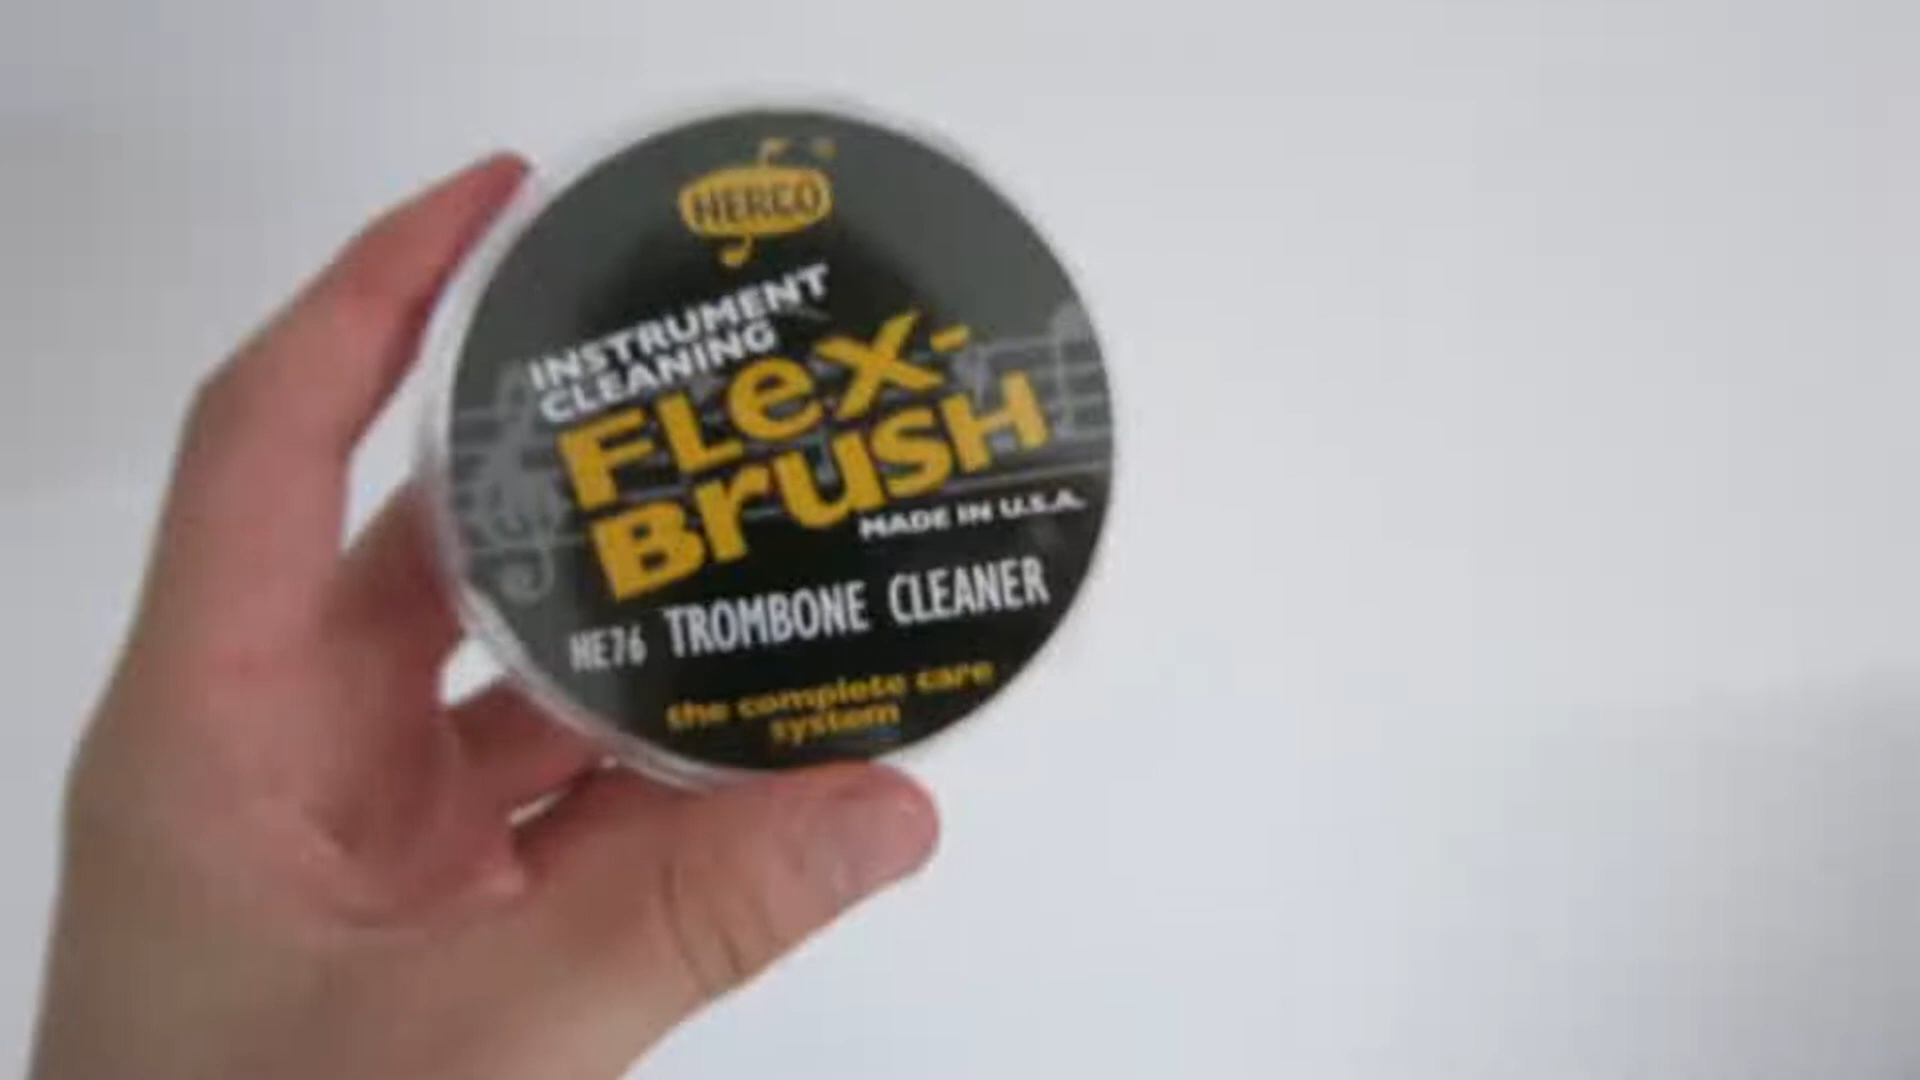 HERCO
INSTRUMENT
CLEANING
FLex-
BrusH
MADE IN U.S.A.
HE76 TROMBONE CLEANER
the complete care
system